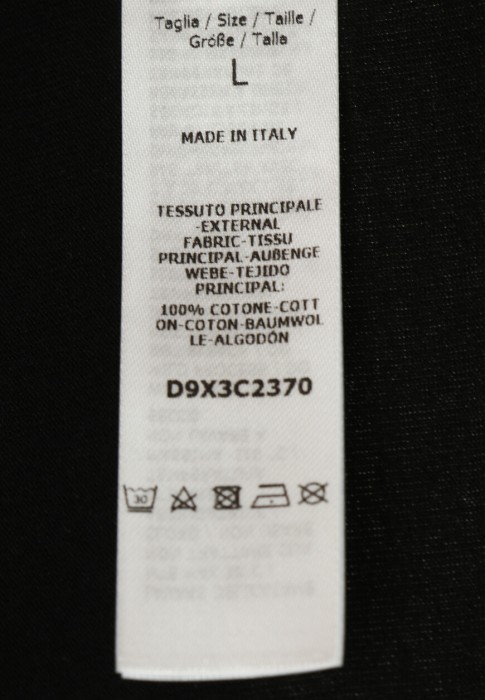 Taglia / Size / Taille /
Größe / Talla
L
MADE IN ITALY
TESSUTO PRINCIPALE
-EXTERNAL
FABRIC-TISSU
PRINCIPAL-AUßENGE
WEBE-TEJIDO
PRINCIPAL:
100% COTONE-COTT
ON-COTON-BAUMWOL
LE-ALGODÓN
D9X3C2370
30